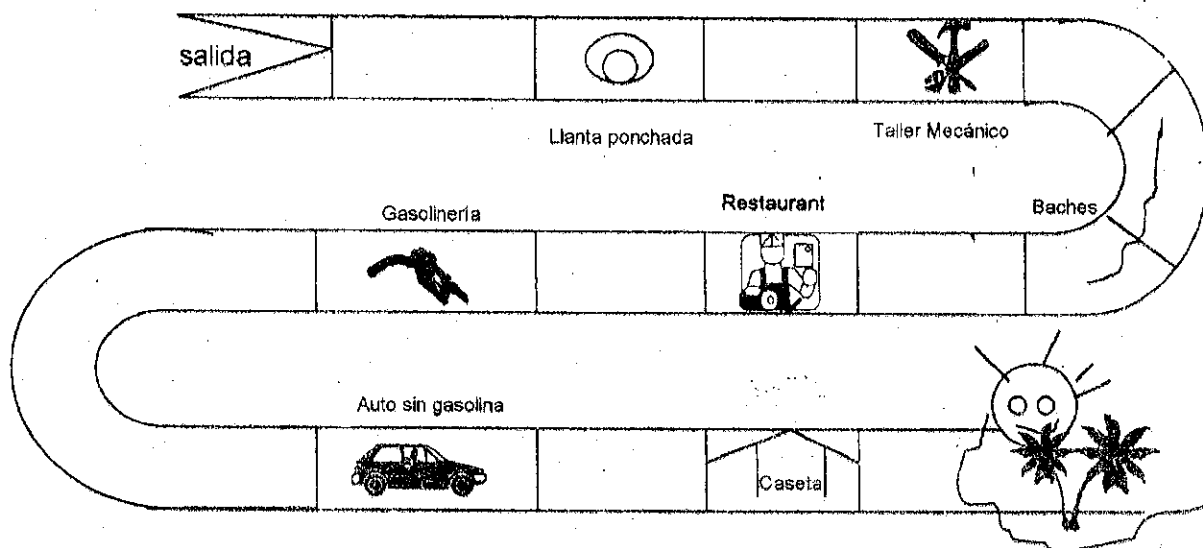 salida
Llanta ponchada
Taller Mecánico
Gasolinería
Restaurant
Baches
Auto sin gasolina
Caseta